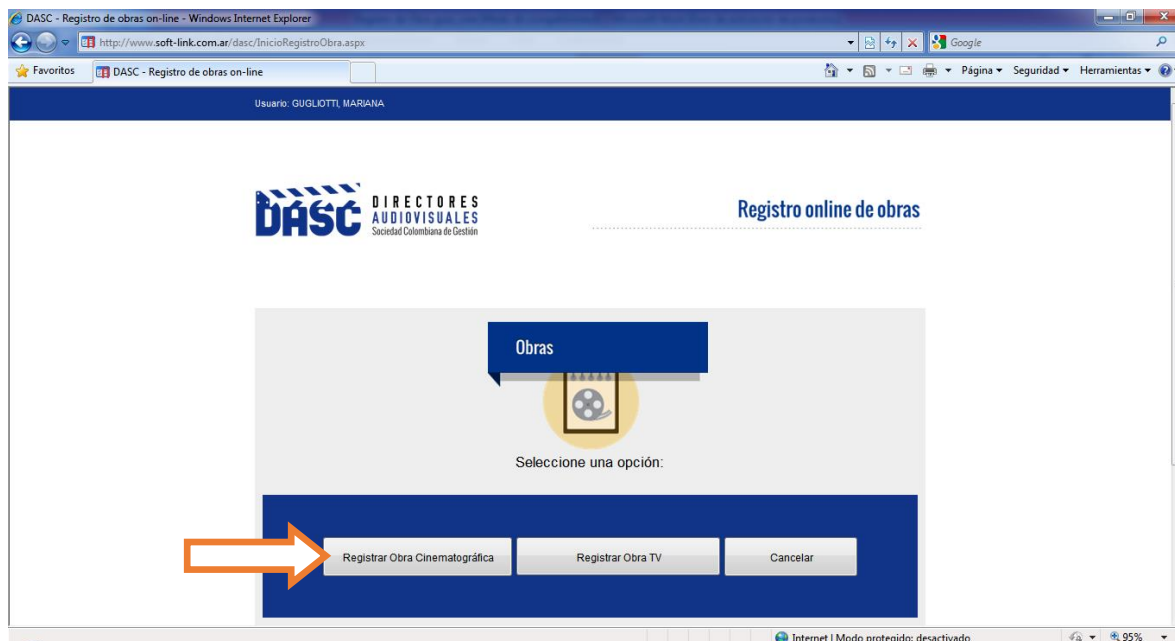 DASC - Registro de obras on-line - Windows Internet Explorer
http://www.soft-link.com.ar/dasc/InicioRegistroObra.aspx
Google
Favoritos
DASC - Registro de obras on-line
Página
Seguridad
Herramientas
Usuario: GUGLIOTTI, MARIANA
DASC
DIRECTORES
AUDIOVISUALES
Sociedad Colombiana de Gestión
Registro online de obras
Obras
Seleccione una opción:
Registrar Obra Cinematográfica
Registrar Obra TV
Cancelar
Internet | Modo protegido: desactivado
95%